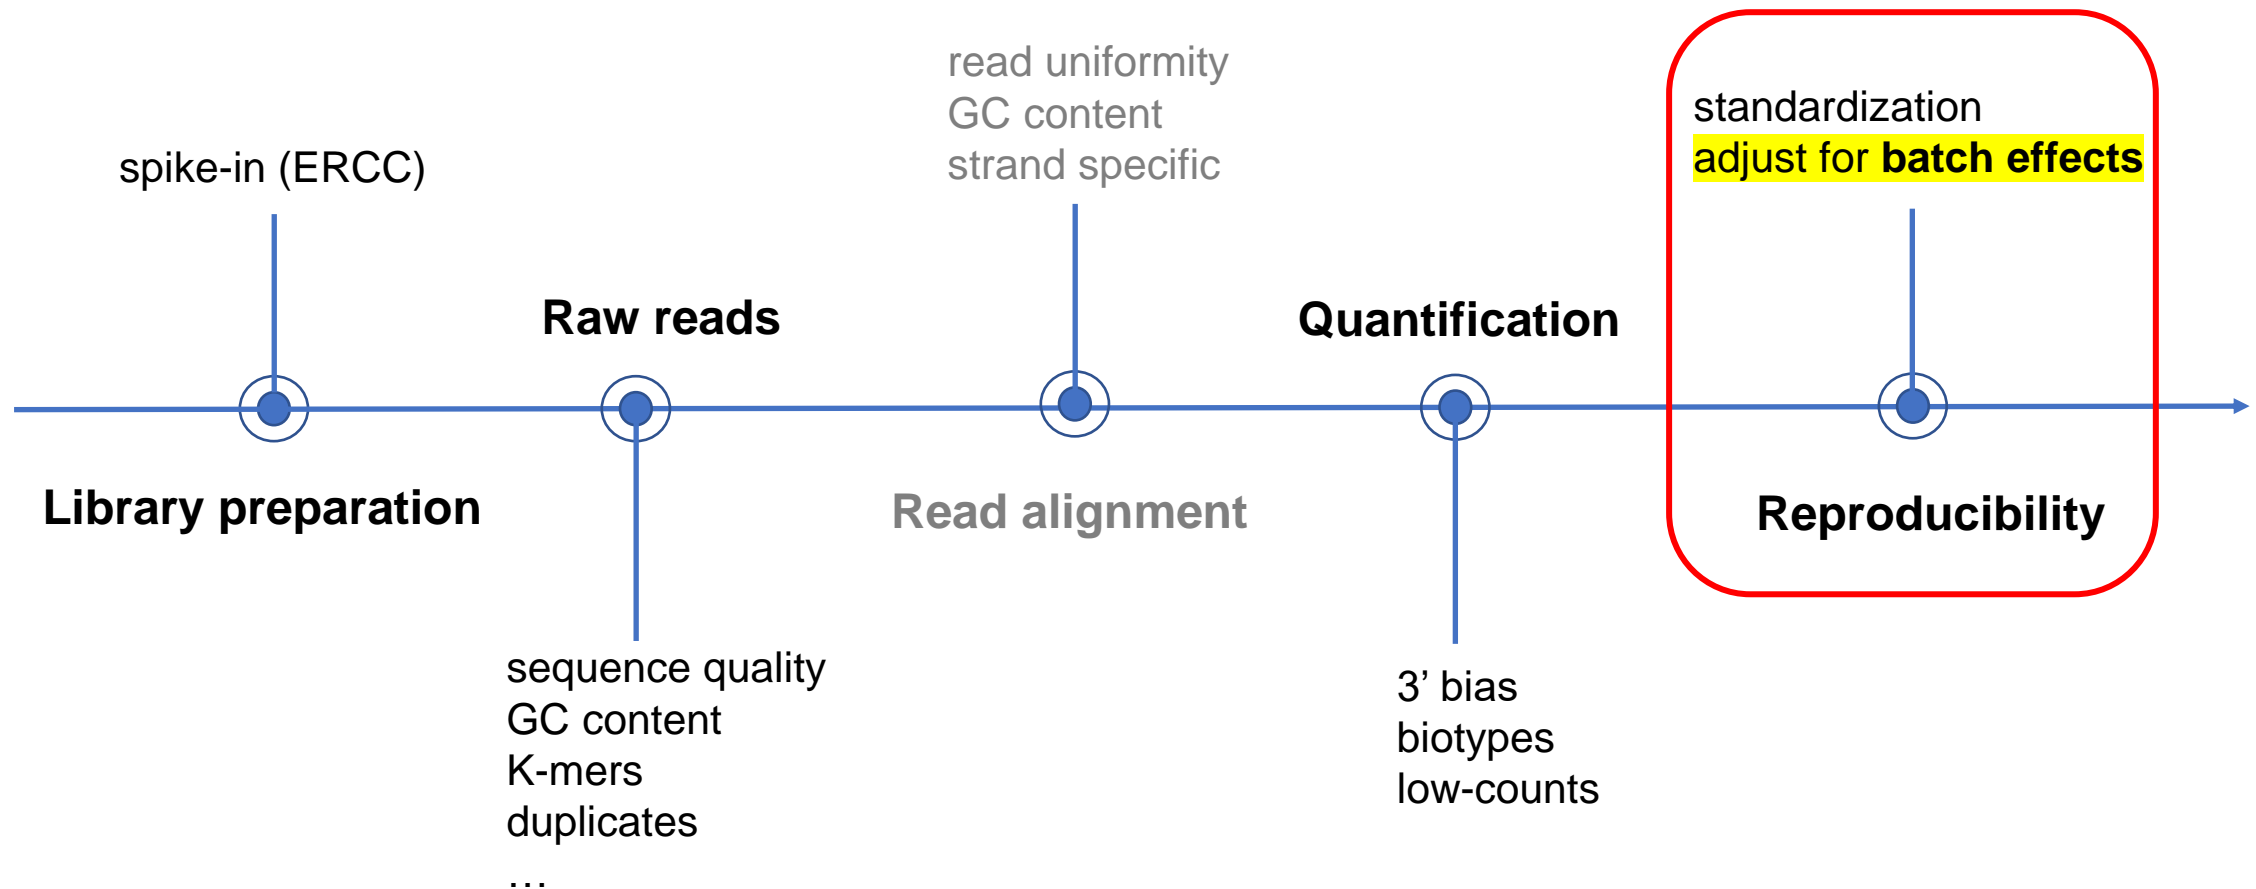 spike-in (ERCC)
Library preparation
Raw reads
sequence quality
GC content
K-mers
duplicates
...
read uniformity
GC content
strand specific
Read alignment
Quantification
3’ bias
biotypes
low-counts
standardization
adjust for batch effects
Reproducibility